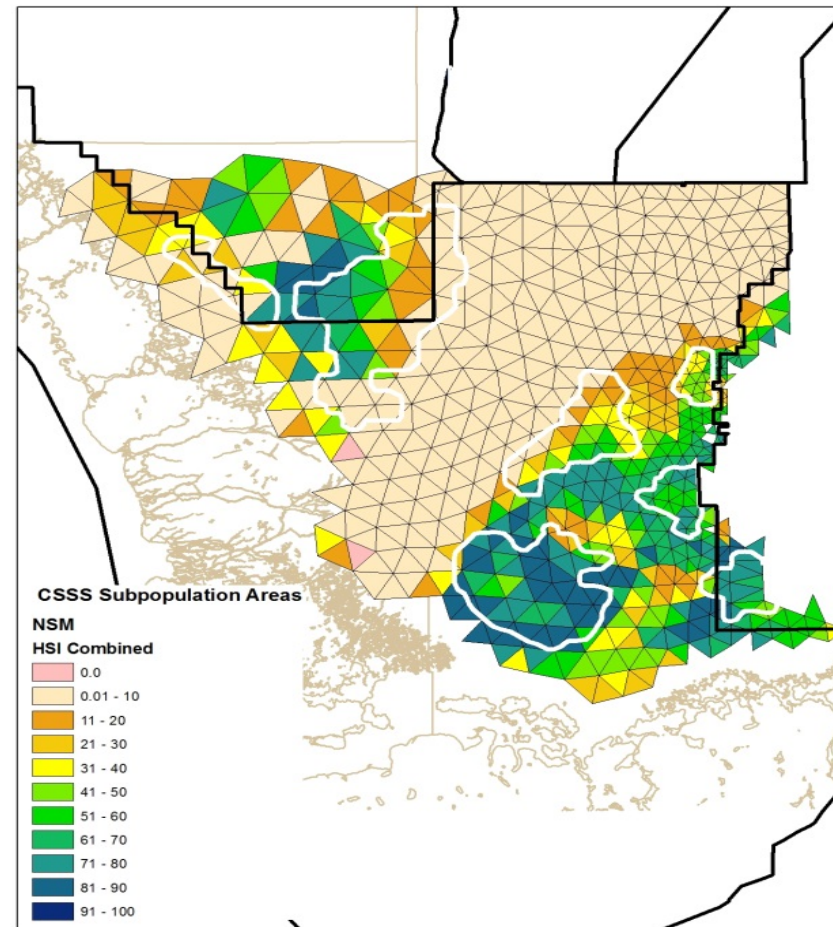 CSSS Subpopulation Areas
NSM
HSI Combined
0.0
0.01 - 10
11 - 20
21 - 30
31 - 40
41 - 50
51 - 60
61 - 70
71 - 80
81 - 90
91 - 100